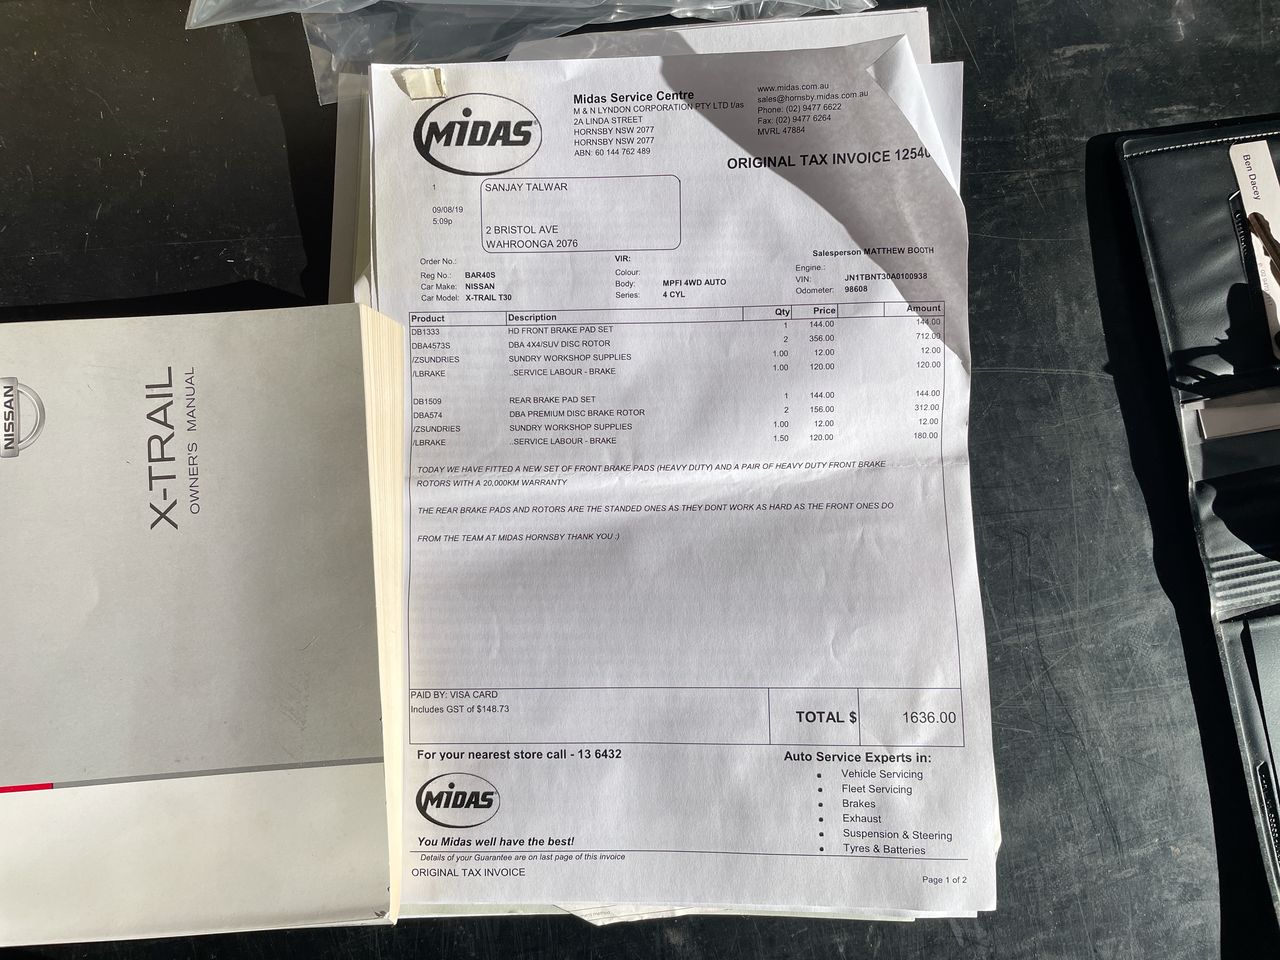 MIDAS
Midas Service Centre
M & N LYNDON CORPORATION PTY LTD t/as
2A LINDA STREET
HORNSBY NSW 2077
HORNSBY NSW 2077
ABN: 60 144 762 489
www.midas.com.au
sales@hornsby.midas.com.au
Phone: (02) 9477 6622
Fax: (02) 9477 6264
MVRL 47884
ORIGINAL TAX INVOICE 12540
1
SANJAY TALWAR
09/08/19
5:09p
2 BRISTOL AVE
WAHROONGA 2076
Salesperson MATTHEW BOOTH
Order No.: VIR:
Reg No.: BAR40S Colour: Engine.:
Car Make: NISSAN Body: MPFI 4WD AUTO VIN: JN1TBNT30A0100938
Car Model: X-TRAIL T30 Series: 4 CYL Odometer: 98608
Product Description Qty Price Amount
DB1333 HD FRONT BRAKE PAD SET 1 144.00 144.00
DBA4573S DBA 4X4/SUV DISC ROTOR 2 356.00 712.00
/ZSUNDRIES SUNDRY WORKSHOP SUPPLIES 1.00 12.00 12.00
/LBRAKE ..SERVICE LABOUR - BRAKE 1.00 120.00 120.00
DB1509 REAR BRAKE PAD SET 1 144.00 144.00
DBA574 DBA PREMIUM DISC BRAKE ROTOR 2 156.00 312.00
/ZSUNDRIES SUNDRY WORKSHOP SUPPLIES 1.00 12.00 12.00
/LBRAKE ..SERVICE LABOUR - BRAKE 1.50 120.00 180.00
TODAY WE HAVE FITTED A NEW SET OF FRONT BRAKE PADS (HEAVY DUTY) AND A PAIR OF HEAVY DUTY FRONT BRAKE
ROTORS WITH A 20,000KM WARRANTY
THE REAR BRAKE PADS AND ROTORS ARE THE STANDED ONES AS THEY DONT WORK AS HARD AS THE FRONT ONES DO
FROM THE TEAM AT MIDAS HORNSBY THANK YOU :)
PAID BY: VISA CARD
Includes GST of $148.73
TOTAL $ 1636.00
For your nearest store call - 13 6432
MIDAS
You Midas well have the best!
Auto Service Experts in:
Vehicle Servicing
Fleet Servicing
Brakes
Exhaust
Suspension & Steering
Tyres & Batteries
Details of your Guarantee are on last page of this invoice
ORIGINAL TAX INVOICE
Page 1 of 2
NISSAN
X-TRAIL
OWNER'S MANUAL
Ben Dacey